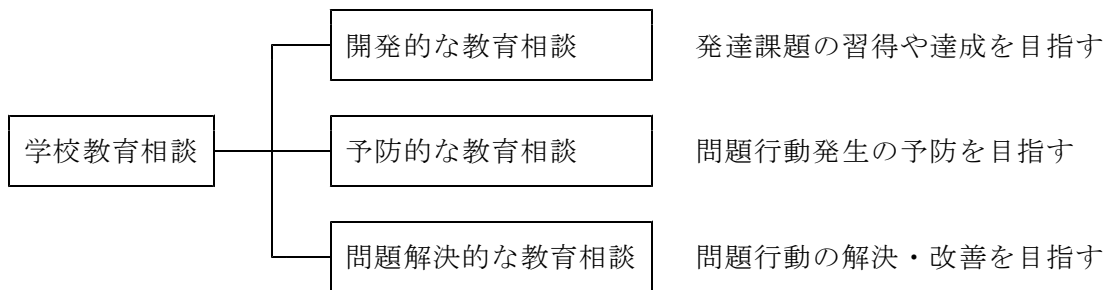 開発的な教育相談 発達課題の習得や達成を目指す
学校教育相談 予防的な教育相談 問題行動発生の予防を目指す
問題解決的な教育相談 問題行動の解決・改善を目指す